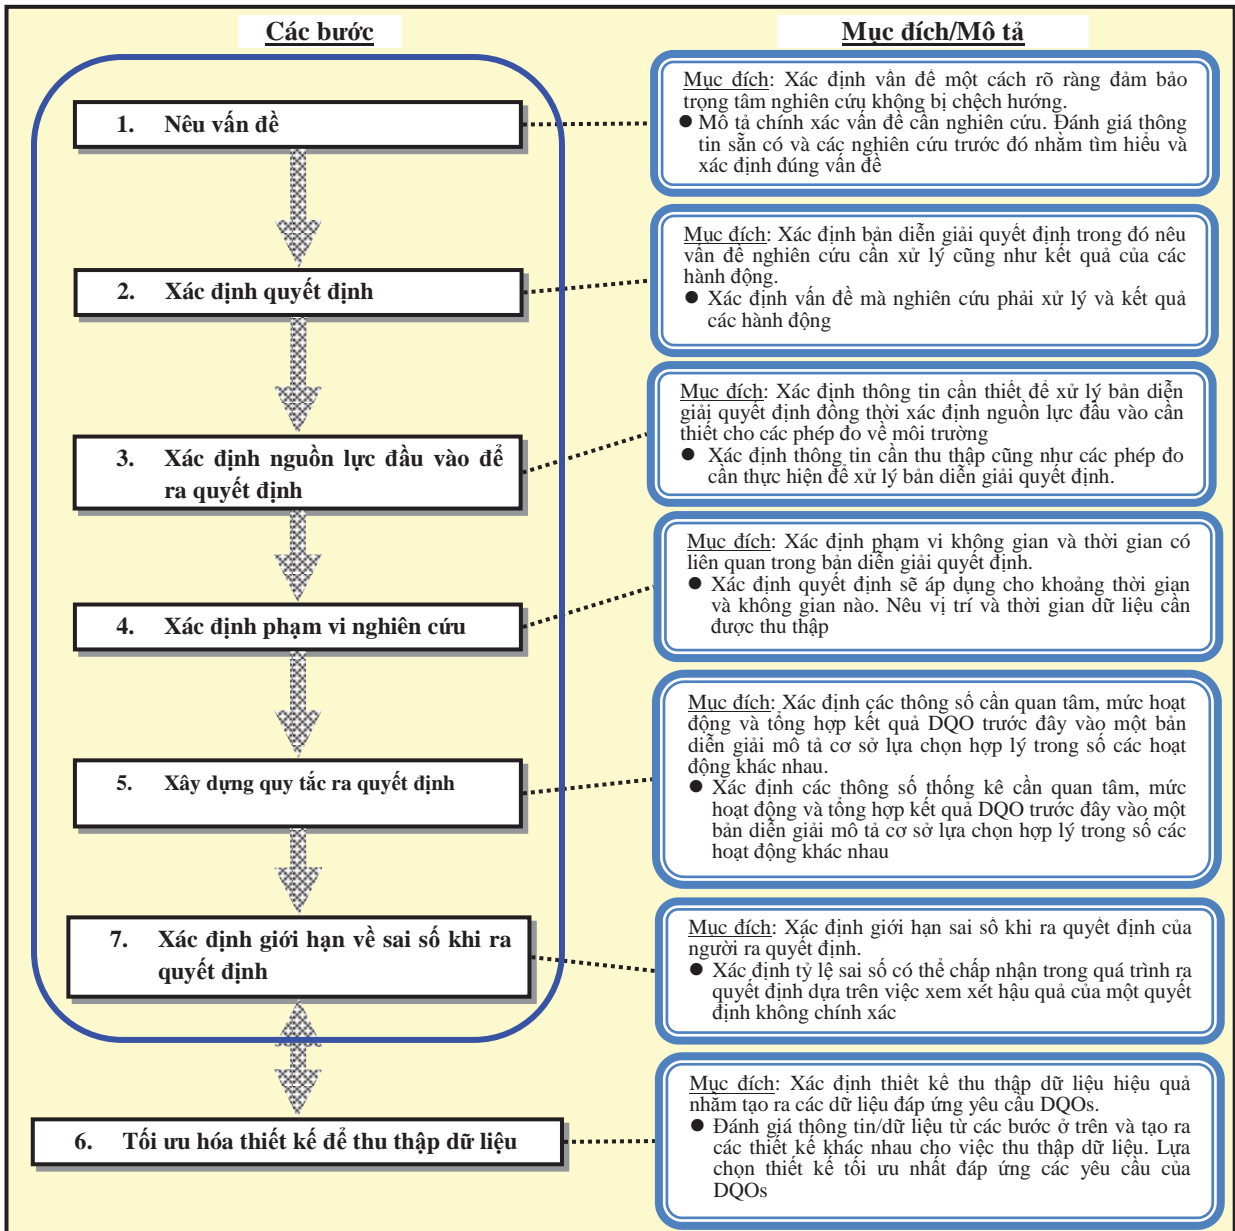 Các bước
Mục đích/Mô tả
1. Nêu vấn đề
Mục đích: Xác định vấn đề một cách rõ ràng đảm bảo
trọng tâm nghiên cứu không bị chệch hướng.
● Mô tả chính xác vấn đề cần nghiên cứu. Đánh giá thông
tin sẵn có và các nghiên cứu trước đó nhằm tìm hiểu và
xác định đúng vấn đề
2. Xác định quyết định
Mục đích: Xác định bản diễn giải quyết định trong đó nêu
vấn đề nghiên cứu cần xử lý cũng như kết quả của các
hành động.
● Xác định vấn đề mà nghiên cứu phải xử lý và kết quả
các hành động
3. Xác định nguồn lực đầu vào để
ra quyết định
Mục đích: Xác định thông tin cần thiết để xử lý bản diễn
giải quyết định đồng thời xác định nguồn lực đầu vào cần
thiết cho các phép đo về môi trường
● Xác định thông tin cần thu thập cũng như các phép đo
cần thực hiện để xử lý bản diễn giải quyết định.
4. Xác định phạm vi nghiên cứu
Mục đích: Xác định phạm vi không gian và thời gian có
liên quan trong bản diễn giải quyết định.
● Xác định quyết định sẽ áp dụng cho khoảng thời gian
và không gian nào. Nêu vị trí và thời gian dữ liệu cần
được thu thập
5. Xây dựng quy tắc ra quyết định
Mục đích: Xác định các thông số cần quan tâm, mức hoạt
động và tổng hợp kết quả DQO trước đây vào một bản
diễn giải mô tả cơ sở lựa chọn hợp lý trong số các hoạt
động khác nhau.
● Xác định các thông số thống kê cần quan tâm, mức
hoạt động và tổng hợp kết quả DQO trước đây vào một
bản diễn giải mô tả cơ sở lựa chọn hợp lý trong số các
hoạt động khác nhau
7. Xác định giới hạn về sai số khi ra
quyết định
Mục đích: Xác định giới hạn sai số khi ra quyết định của
người ra quyết định.
● Xác định tỷ lệ sai số có thể chấp nhận trong quá trình ra
quyết định dựa trên việc xem xét hậu quả của một quyết
định không chính xác
6. Tối ưu hóa thiết kế để thu thập dữ liệu
Mục đích: Xác định thiết kế thu thập dữ liệu hiệu quả
nhằm tạo ra các dữ liệu đáp ứng yêu cầu DQOs.
● Đánh giá thông tin/dữ liệu từ các bước ở trên và tạo ra
các thiết kế khác nhau cho việc thu thập dữ liệu. Lựa
chọn thiết kế tối ưu nhất đáp ứng các yêu cầu của
DQOs